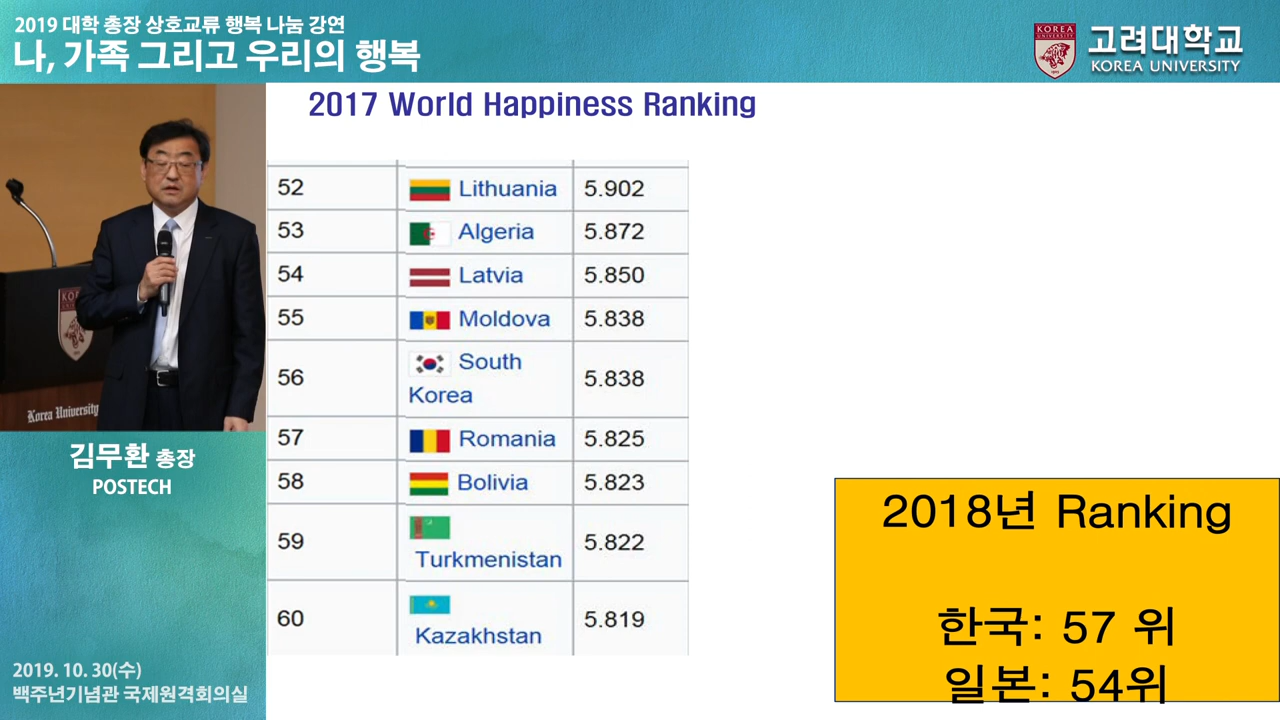 2019 대학 총장 상호교류 행복 나눔 강연
나, 가족 그리고 우리의 행복
KOREA
UNIVERSITY
1905
고려대학교
KOREA UNIVERSITY
2017 World Happiness Ranking
52 Lithuania 5.902
53 Algeria 5.872
54 Latvia 5.850
55 Moldova 5.838
56 South Korea 5.838
57 Romania 5.825
58 Bolivia 5.823
59 Turkmenistan 5.822
60 Kazakhstan 5.819
2018년 Ranking
한국: 57 위
일본: 54위
Korea University
김무환 총장
POSTECH
2019. 10. 30(수)
백주년기념관 국제원격회의실